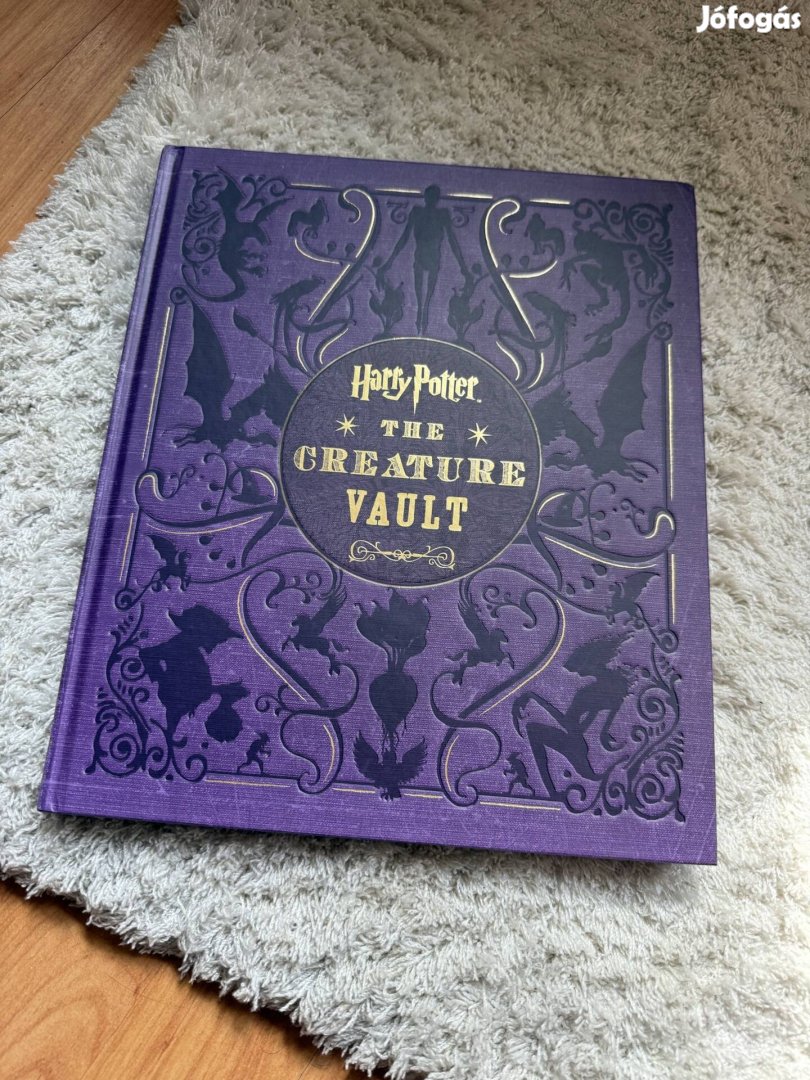 Jófogás
Harry Potter
THE
CREATURE
VAULT